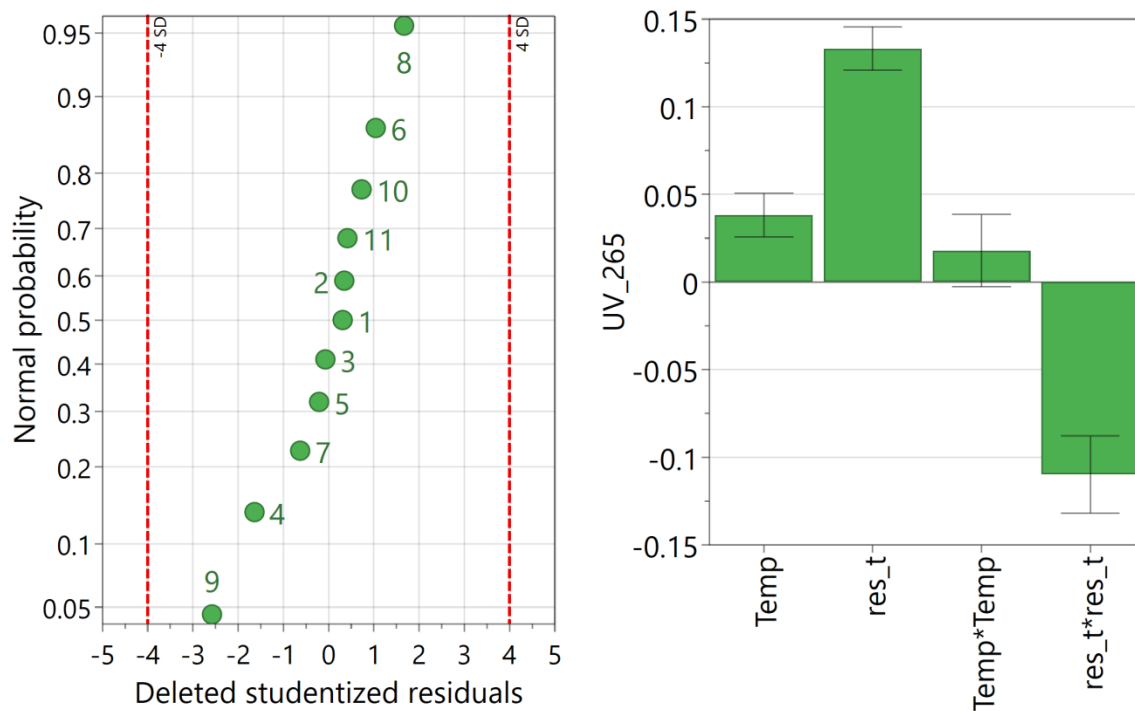 Normal probability
0.95
0.9
0.8
0.7
0.6
0.5
0.4
0.3
0.2
0.1
0.05
-4 SD
4 SD
8
6
10
11
2
1
3
5
7
4
9
-5 -4 -3 -2 -1 0 1 2 3 4 5
Deleted studentized residuals
UV_265
0.15
0.1
0.05
0
-0.05
-0.1
-0.15
Temp
res_t
Temp*Temp
res_t*res_t